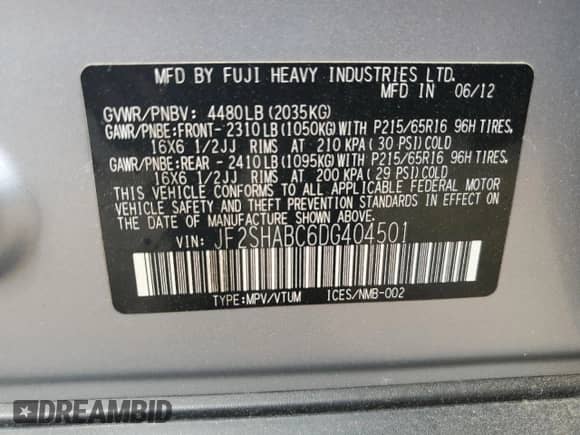 MFD BY FUJI HEAVY INDUSTRIES LTD.
MFD IN 06/12
GVWR/PNBV: 4480LB (2035KG)
GAWR/PNBE: FRONT- 2310LB (1050KG) WITH P215/65R16 96H TIRES,
16X6 1/2JJ RIMS AT 210 KPA ( 30 PSI) COLD
GAWR/PNBE: REAR - 2410LB (1095KG) WITH P215/65R16 96H TIRES,
16X6 1/2JJ RIMS AT 200 KPA ( 29 PSI) COLD
THIS VEHICLE CONFORMS TO ALL APPLICABLE FEDERAL MOTOR
VEHICLE SAFETY AND THEFT PREVENTION STANDARDS IN EFFECT ON
THE DATE OF MANUFACTURE SHOWN ABOVE.
VIN: JF2SHABC6DG404501
TYPE:MPV/VTUM ICES/NMB-002
DREAMBID